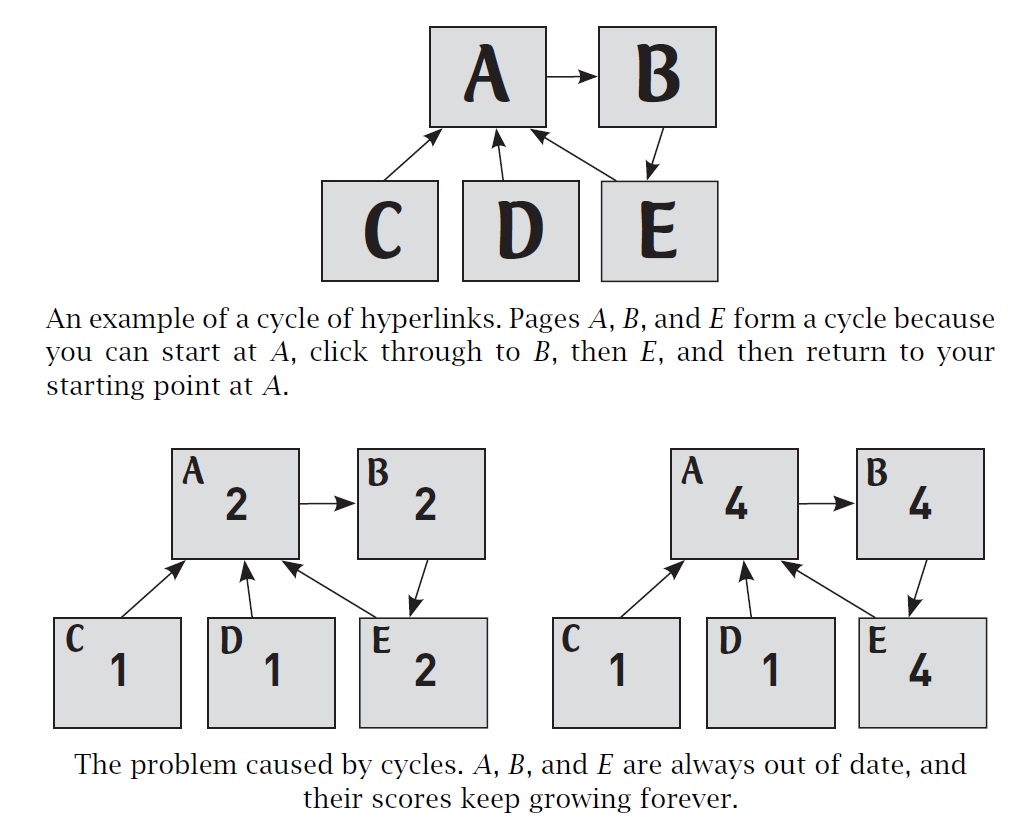 A B
C D E
An example of a cycle of hyperlinks. Pages A, B, and E form a cycle because
you can start at A, click through to B, then E, and then return to your
starting point at A.
A 2 B 2 A 4 B 4
C 1 D 1 E 2 C 1 D 1 E 4
The problem caused by cycles. A, B, and E are always out of date, and
their scores keep growing forever.